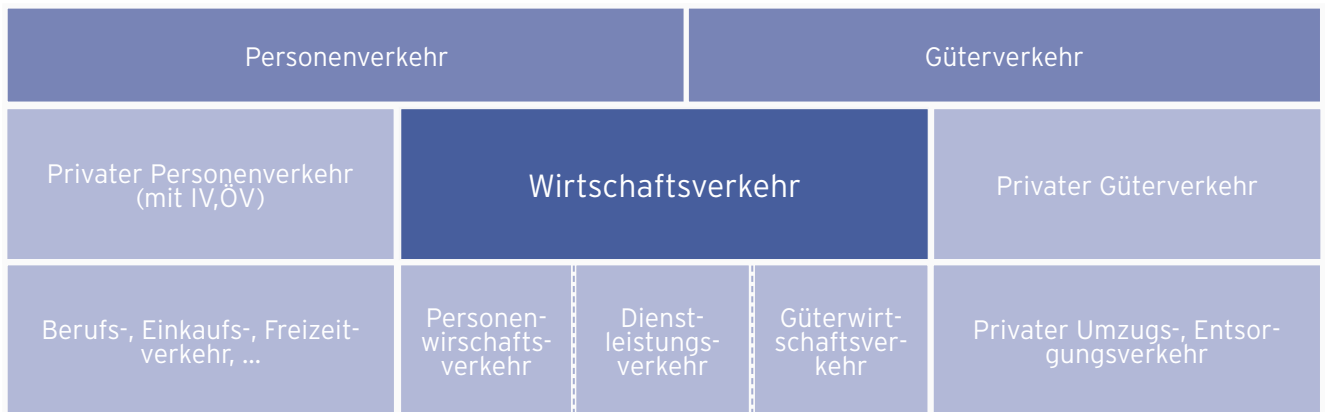 Personenverkehr
Güterverkehr
Privater Personenverkehr
(mit IV,ÖV)
Wirtschaftsverkehr
Privater Güterverkehr
Berufs-, Einkaufs-, Freizeit-
verkehr, ...
Personen-
wirschafts-
verkehr
Dienst-
leistungs-
verkehr
Güterwirt-
schaftsver-
kehr
Privater Umzugs-, Entsor-
gungsverkehr